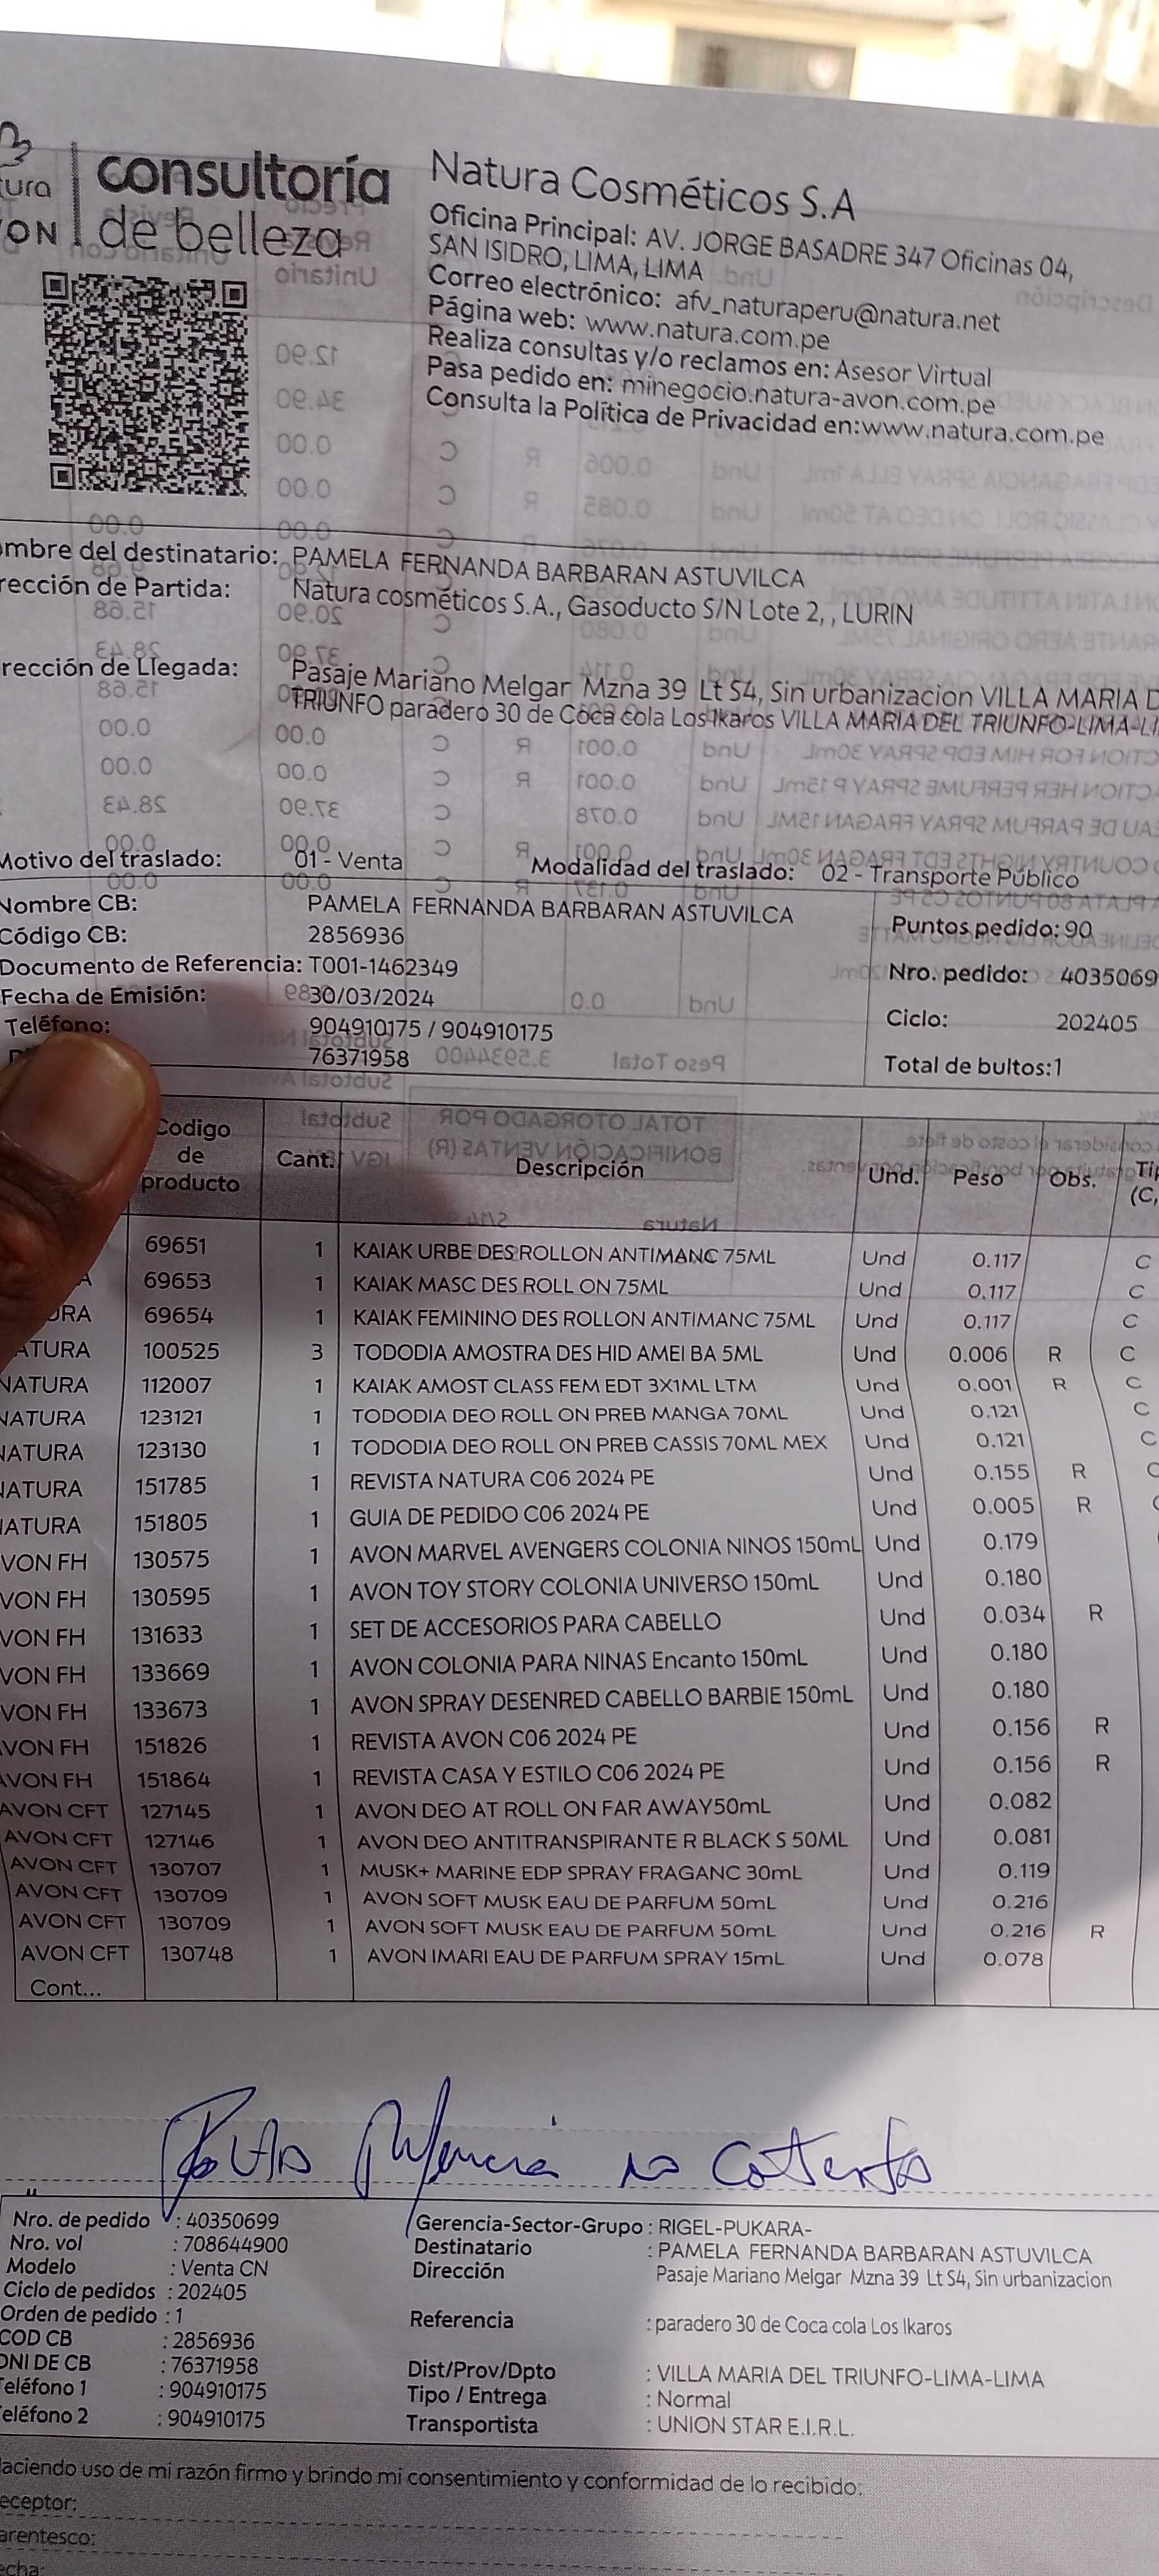 tura
consultoría
de belleza
Natura Cosméticos S.A
Oficina Principal: AV. JORGE BASADRE 347 Oficinas 04,
SAN ISIDRO, LIMA, LIMA
Correo electrónico: afv_naturaperu@natura.net
Página web: www.natura.com.pe
Realiza consultas y/o reclamos en: Asesor Virtual
Pasa pedido en: minegocio.natura-avon.com.pe
Consulta la Política de Privacidad en:www.natura.com.pe
ombre del destinatario: PAMELA FERNANDA BARBARAN ASTUVILCA
rección de Partida: Natura cosméticos S.A., Gasoducto S/N Lote 2, , LURIN
rección de Llegada: Pasaje Mariano Melgar Mzna 39 Lt S4, Sin urbanizacion VILLA MARIA D
TRIUNFO paradero 30 de Coca cola Los Ikaros VILLA MARIA DEL TRIUNFO-LIMA-LI
Motivo del traslado: 01 - Venta Modalidad del traslado: 02 - Transporte Público
Nombre CB: PAMELA FERNANDA BARBARAN ASTUVILCA Puntos pedido: 90
Código CB: 2856936
Documento de Referencia: T001-1462349 Nro. pedido: 4035069
Fecha de Emisión: 30/03/2024
Teléfono: 904910175 / 904910175 Ciclo: 202405
76371958 Total de bultos:1
Codigo de producto Cant. Descripción Und. Peso Obs. Tip (C,
69651 1 KAIAK URBE DES ROLLON ANTIMANC 75ML Und 0.117 C
69653 1 KAIAK MASC DES ROLL ON 75ML Und 0.117 C
URA 69654 1 KAIAK FEMININO DES ROLLON ANTIMANC 75ML Und 0.117 C
ATURA 100525 3 TODODIA AMOSTRA DES HID AMEI BA 5ML Und 0.006 R C
NATURA 112007 1 KAIAK AMOST CLASS FEM EDT 3X1ML LTM Und 0.001 R C
NATURA 123121 1 TODODIA DEO ROLL ON PREB MANGA 70ML Und 0.121 C
NATURA 123130 1 TODODIA DEO ROLL ON PREB CASSIS 70ML MEX Und 0.121 C
NATURA 151785 1 REVISTA NATURA C06 2024 PE Und 0.155 R C
NATURA 151805 1 GUIA DE PEDIDO C06 2024 PE Und 0.005 R C
VON FH 130575 1 AVON MARVEL AVENGERS COLONIA NINOS 150mL Und 0.179
VON FH 130595 1 AVON TOY STORY COLONIA UNIVERSO 150mL Und 0.180
VON FH 131633 1 SET DE ACCESORIOS PARA CABELLO Und 0.034 R
VON FH 133669 1 AVON COLONIA PARA NINAS Encanto 150mL Und 0.180
VON FH 133673 1 AVON SPRAY DESENRED CABELLO BARBIE 150mL Und 0.180
VON FH 151826 1 REVISTA AVON C06 2024 PE Und 0.156 R
AVON FH 151864 1 REVISTA CASA Y ESTILO C06 2024 PE Und 0.156 R
AVON CFT 127145 1 AVON DEO AT ROLL ON FAR AWAY50mL Und 0.082
AVON CFT 127146 1 AVON DEO ANTITRANSPIRANTE R BLACK S 50ML Und 0.081
AVON CFT 130707 1 MUSK+ MARINE EDP SPRAY FRAGANC 30mL Und 0.119
AVON CFT 130709 1 AVON SOFT MUSK EAU DE PARFUM 50mL Und 0.216
AVON CFT 130709 1 AVON SOFT MUSK EAU DE PARFUM 50mL Und 0.216 R
AVON CFT 130748 1 AVON IMARI EAU DE PARFUM SPRAY 15mL Und 0.078
Cont...
no contesta
Nro. de pedido : 40350699 Gerencia-Sector-Grupo : RIGEL-PUKARA-
Nro. vol : 708644900 Destinatario : PAMELA FERNANDA BARBARAN ASTUVILCA
Modelo : Venta CN Dirección Pasaje Mariano Melgar Mzna 39 Lt S4, Sin urbanizacion
Ciclo de pedidos : 202405
Orden de pedido : 1 Referencia : paradero 30 de Coca cola Los Ikaros
COD CB : 2856936
DNI DE CB : 76371958 Dist/Prov/Dpto : VILLA MARIA DEL TRIUNFO-LIMA-LIMA
Teléfono 1 : 904910175 Tipo / Entrega : Normal
Teléfono 2 : 904910175 Transportista : UNION STAR E.I.R.L.
Haciendo uso de mi razón firmo y brindo mi consentimiento y conformidad de lo recibido:
eceptor:
arentesco:
echa: